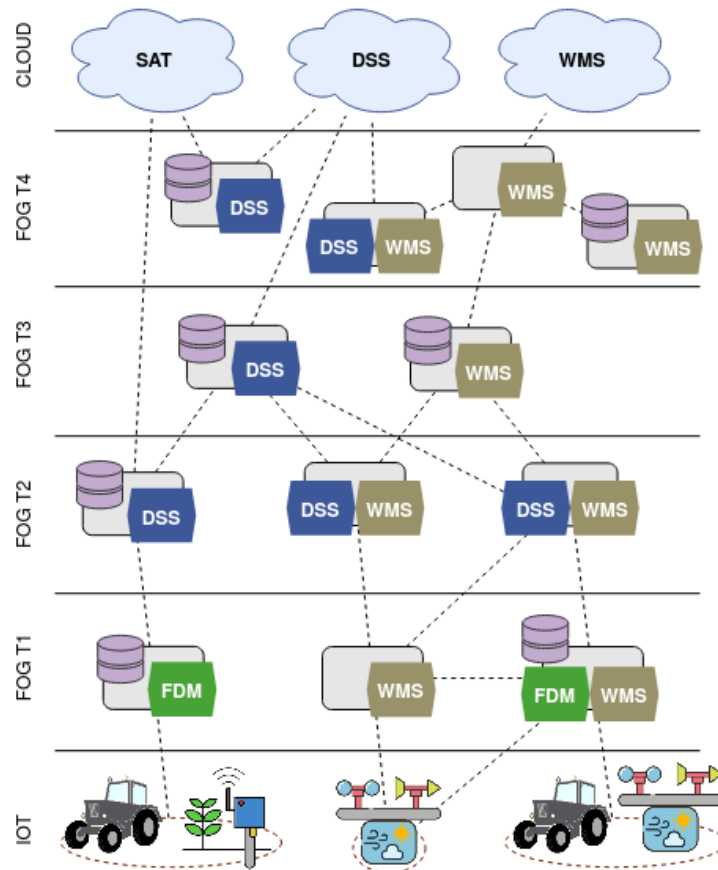 CLOUD
SAT
DSS
WMS
FOG T4
DSS
DSS
WMS
WMS
WMS
FOG T3
DSS
WMS
FOG T2
DSS
DSS
WMS
DSS
WMS
FOG T1
FDM
WMS
FDM
WMS
IOT